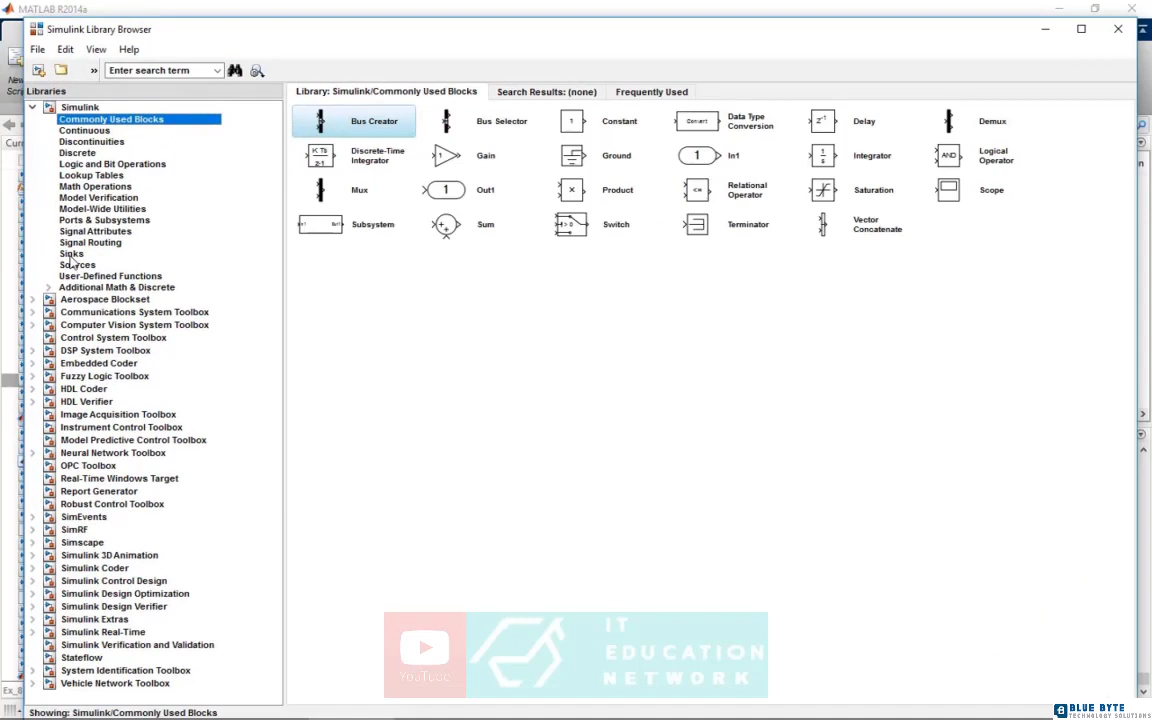 MATLAB R2014a
Simulink Library Browser
File Edit View Help
» Enter search term
Libraries
Library: Simulink/Commonly Used Blocks
Search Results: (none)
Frequently Used
Simulink
Commonly Used Blocks
Continuous
Discontinuities
Discrete
Logic and Bit Operations
Lookup Tables
Math Operations
Model Verification
Model-Wide Utilities
Ports & Subsystems
Signal Attributes
Signal Routing
Sinks
Sources
User-Defined Functions
Additional Math & Discrete
Aerospace Blockset
Communications System Toolbox
Computer Vision System Toolbox
Control System Toolbox
DSP System Toolbox
Embedded Coder
Fuzzy Logic Toolbox
HDL Coder
HDL Verifier
Image Acquisition Toolbox
Instrument Control Toolbox
Model Predictive Control Toolbox
Neural Network Toolbox
OPC Toolbox
Real-Time Windows Target
Report Generator
Robust Control Toolbox
SimEvents
SimRF
Simscape
Simulink 3D Animation
Simulink Coder
Simulink Control Design
Simulink Design Optimization
Simulink Design Verifier
Simulink Extras
Simulink Real-Time
Simulink Verification and Validation
Stateflow
System Identification Toolbox
Vehicle Network Toolbox
Showing: Simulink/Commonly Used Blocks
Bus Creator
Bus Selector
1 Constant
Convert Data Type
Conversion
Delay
Demux
K Ts
z-1
Discrete-Time
Integrator
1 Gain
Ground
1 In1
1
s
Integrator
AND Logical
Operator
Mux
1 Out1
× Product
<= Relational
Operator
Saturation
Scope
Subsystem
Sum
> 0 Switch
Terminator
Vector
Concatenate
YouTube
IT
EDUCATION
NETWORK
BLUE BYTE
TECHNOLOGY SOLUTIONS